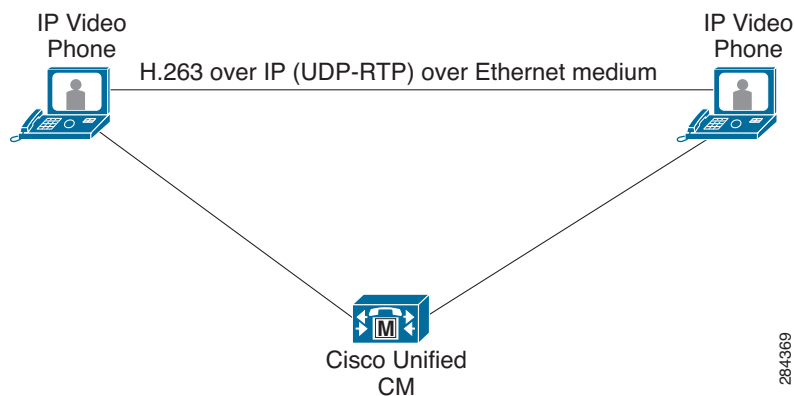 IP Video
Phone
IP Video
Phone
H.263 over IP (UDP-RTP) over Ethernet medium
M
Cisco Unified
CM
284369